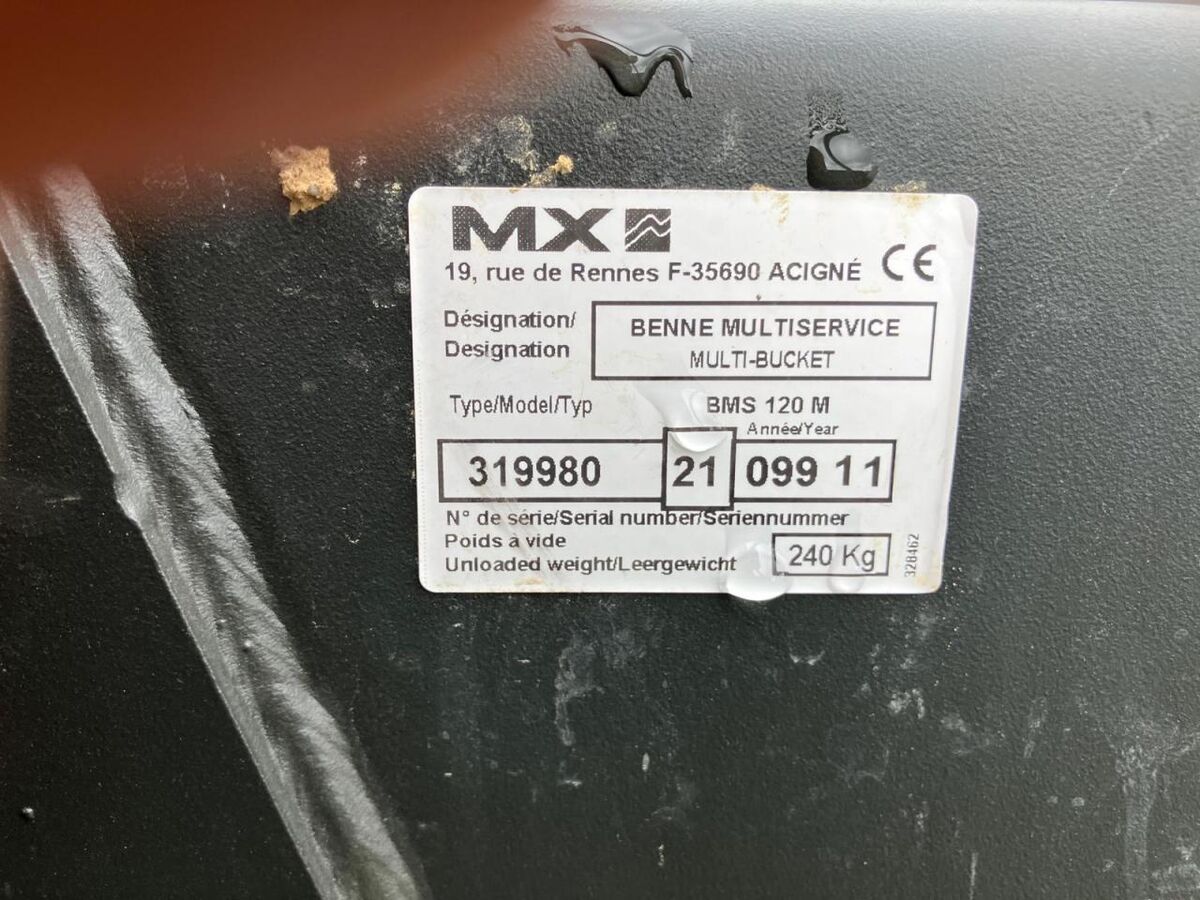 MX
19, rue de Rennes F-35690 ACIGNÉ CE
Désignation/
Designation
BENNE MULTISERVICE
MULTI-BUCKET
Type/Model/Typ BMS 120 M
Année/Year
319980 21 099 11
N° de série/Serial number/Seriennummer
Poids à vide
Unloaded weight/Leergewicht 240 Kg
328462